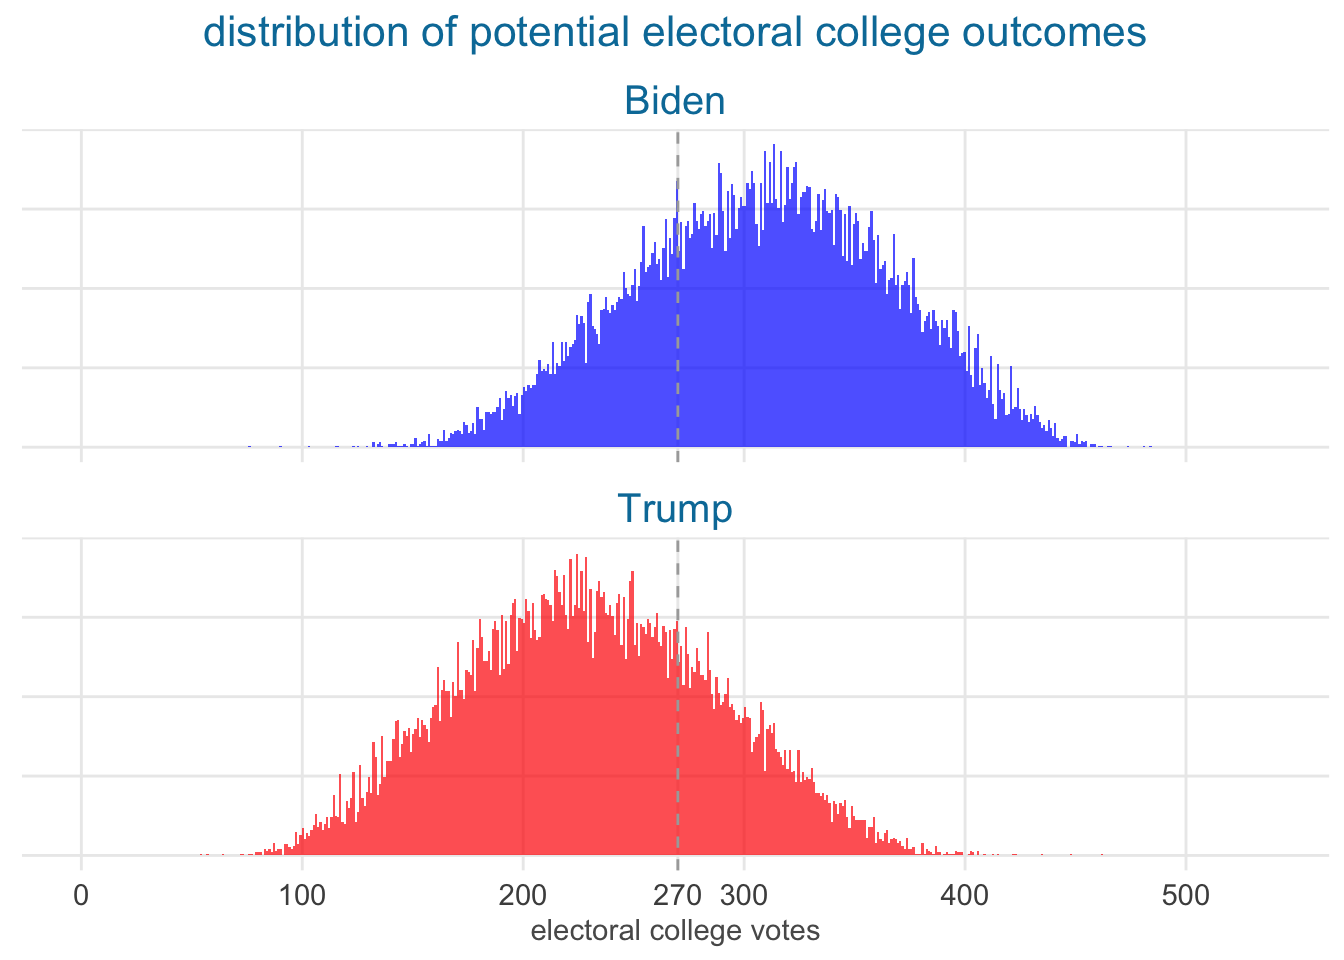 distribution of potential electoral college outcomes
Biden
Trump
0 100 200 270 300 400 500
electoral college votes